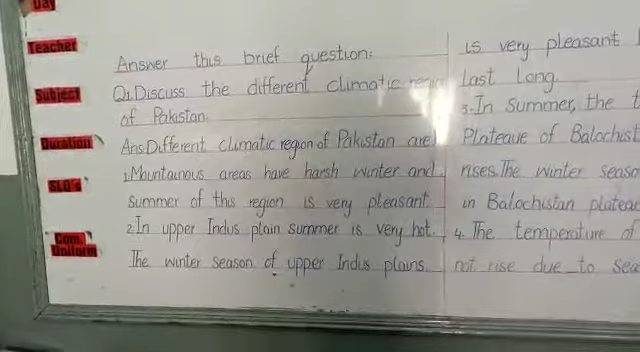 Day
Teacher
Subject
Duration
SLO's
Com.
Uniform
Answer this brief question:
Q1. Discuss the different climatic region
of Pakistan.
Ans Different climatic region of Pakistan are.
1. Mountainous areas have harsh winter and
Summer of this region is very pleasant.
2. In upper Indus plain summer is very hot.
The winter season of upper Indus plains.
is very pleasant
last long.
3. In Summer, the t
Plateaue of Balochist
rises. The winter seaso
in Balochistan plateau
4. The temperature of
not rise due to sea